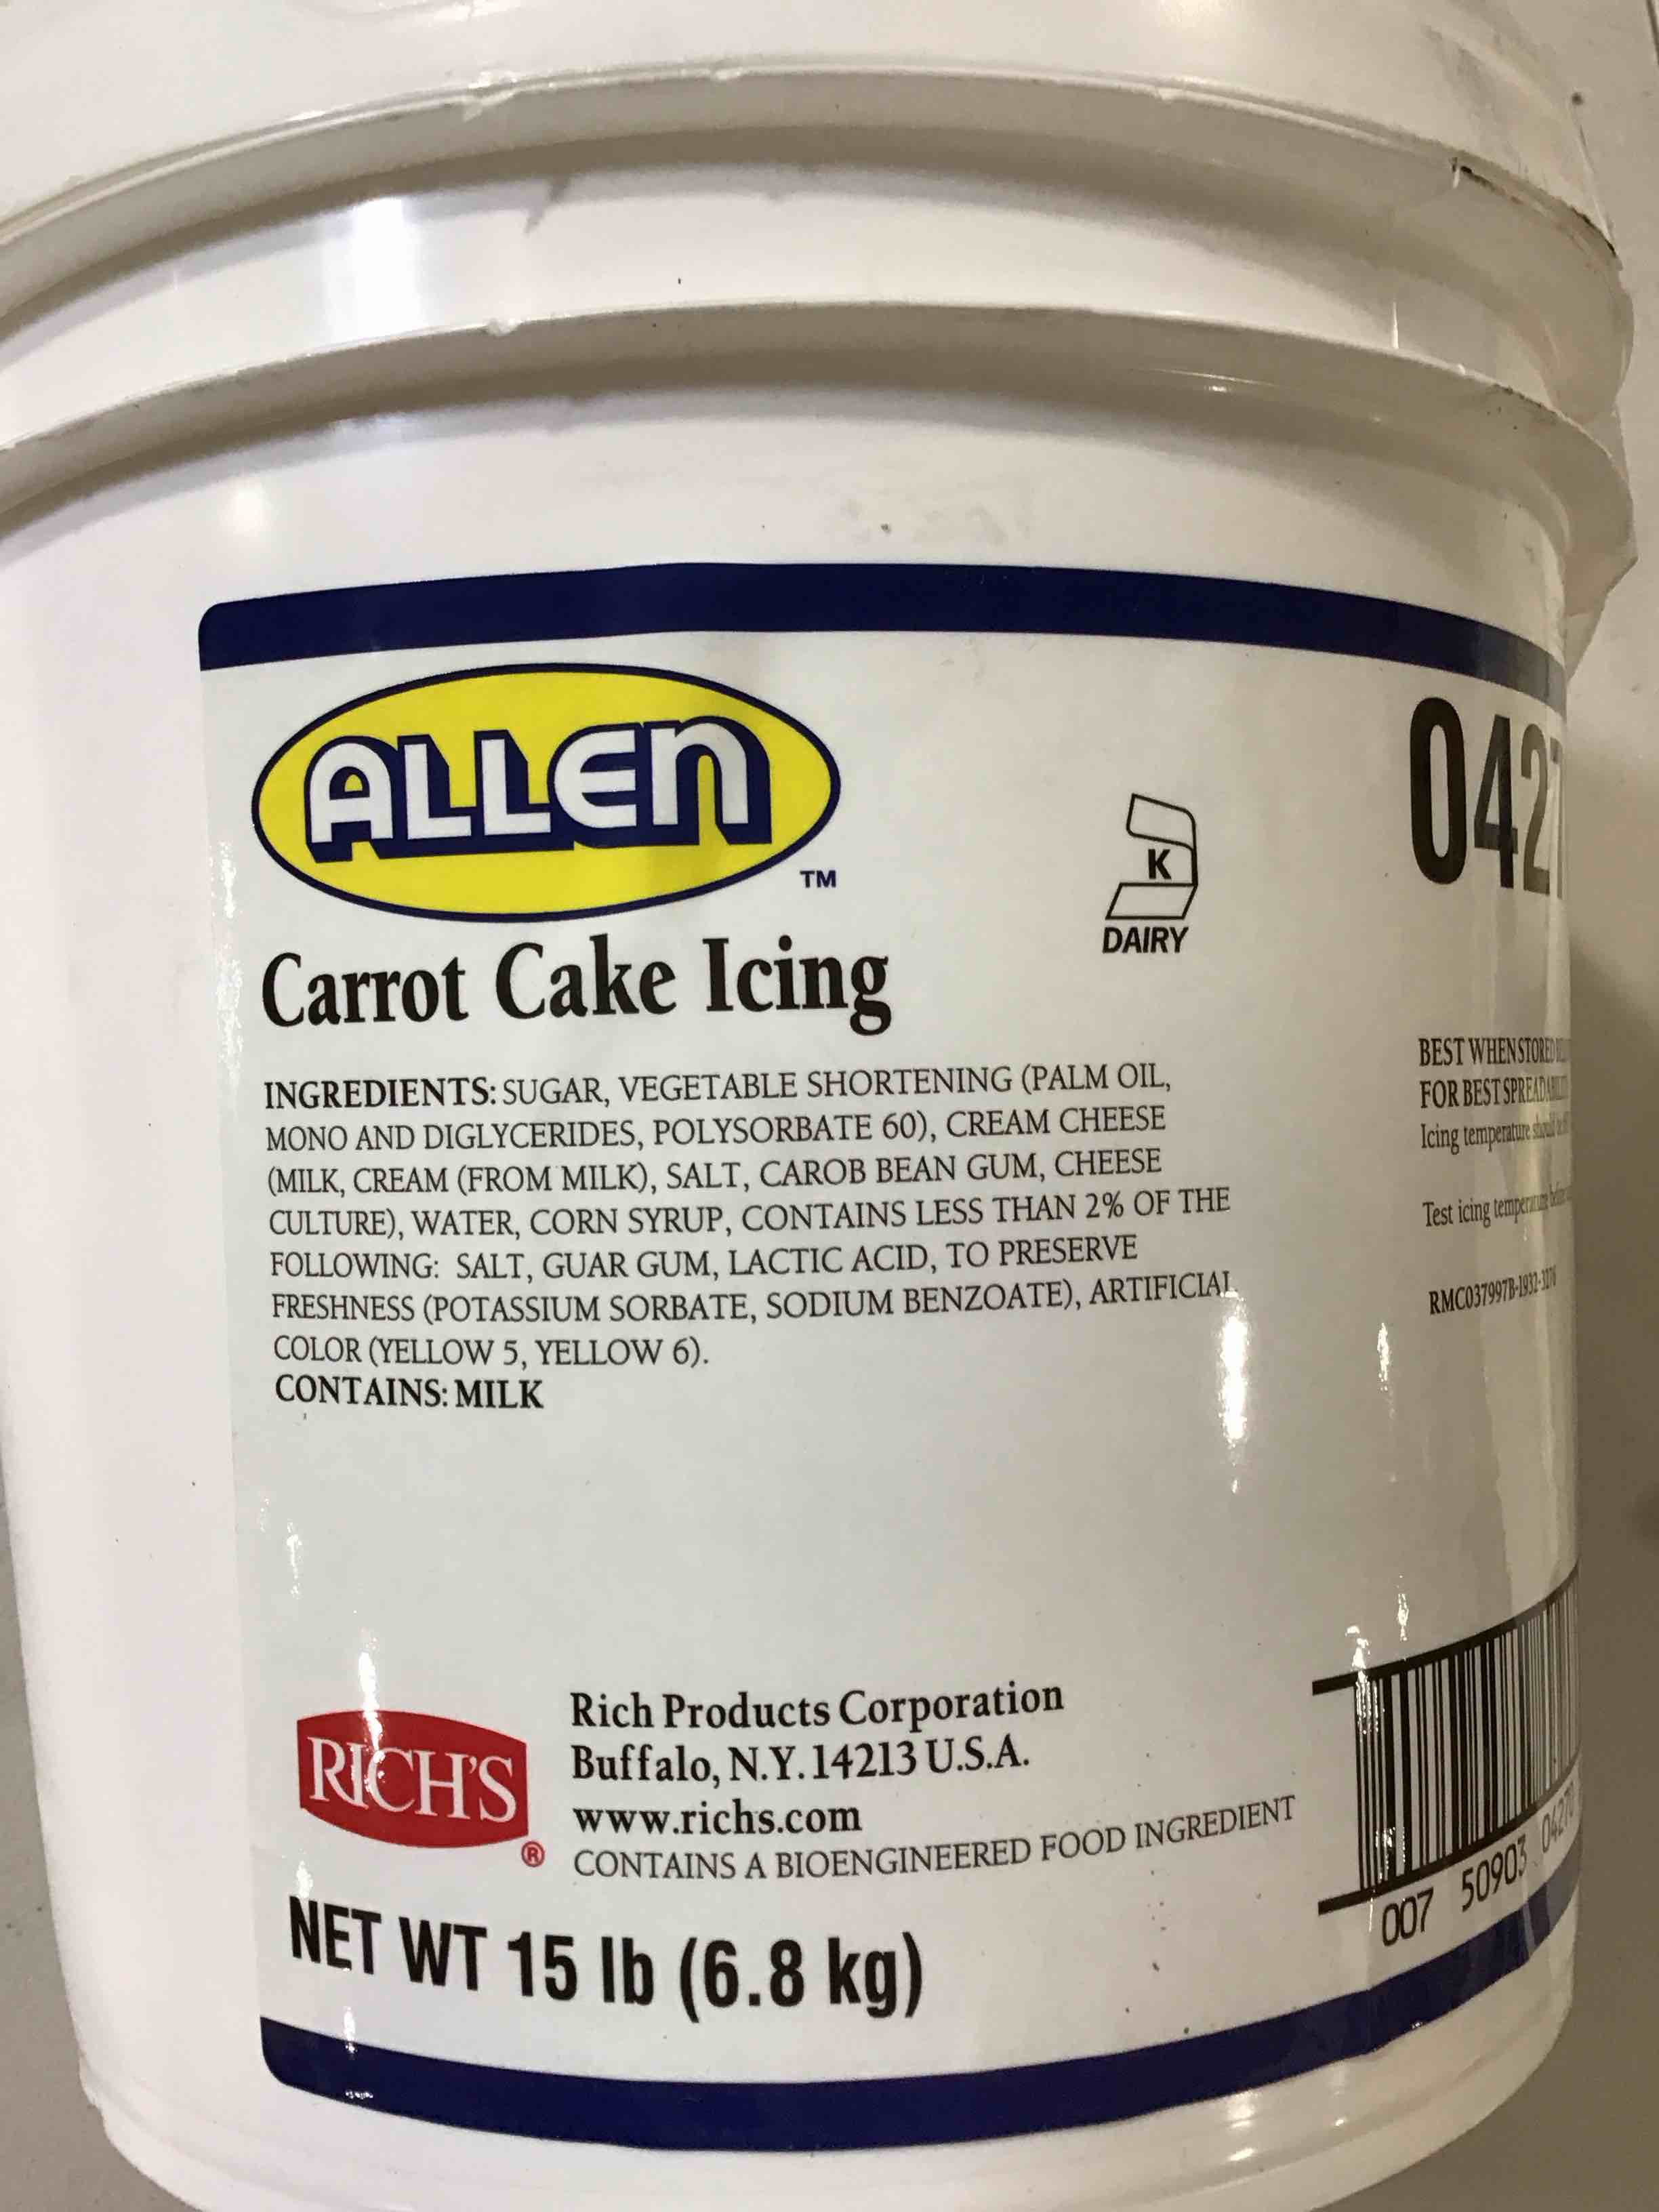 ALLEN
TM
Carrot Cake Icing
K
DAIRY
INGREDIENTS: SUGAR, VEGETABLE SHORTENING (PALM OIL,
MONO AND DIGLYCERIDES, POLYSORBATE 60), CREAM CHEESE
(MILK, CREAM (FROM MILK), SALT, CAROB BEAN GUM, CHEESE
CULTURE), WATER, CORN SYRUP, CONTAINS LESS THAN 2% OF THE
FOLLOWING: SALT, GUAR GUM, LACTIC ACID, TO PRESERVE
FRESHNESS (POTASSIUM SORBATE, SODIUM BENZOATE), ARTIFICIAL
COLOR (YELLOW 5, YELLOW 6).
CONTAINS: MILK
RICH'S
®
Rich Products Corporation
Buffalo, N.Y. 14213 U.S.A.
www.richs.com
CONTAINS A BIOENGINEERED FOOD INGREDIENT
NET WT 15 lb (6.8 kg)
0427
BEST WHEN STORED
FOR BEST
Icing temperature should
Test icing temperature
007 50903